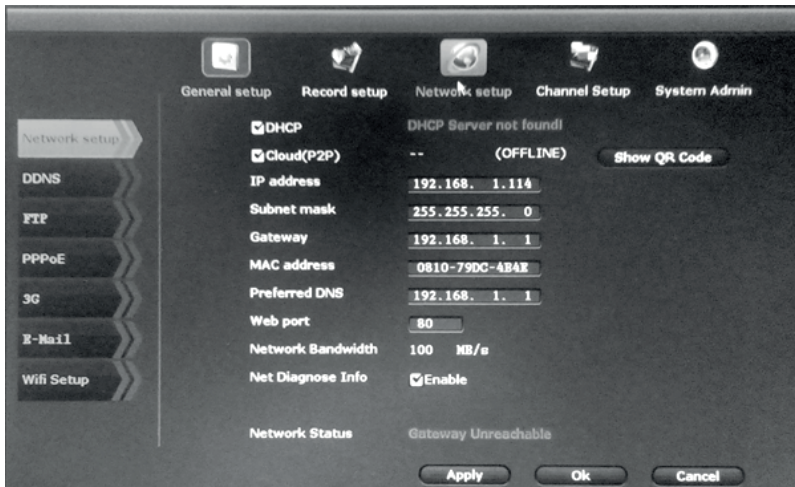 General setup Record setup Network setup Channel Setup System Admin
Network setup
DDNS
FTP
PPPoE
3G
E-Mail
Wifi Setup
DHCP DHCP Server not found!
Cloud(P2P) -- (OFFLINE) Show QR Code
IP address 192.168. 1.114
Subnet mask 255.255.255. 0
Gateway 192.168. 1. 1
MAC address 0810-79DC-4B4E
Preferred DNS 192.168. 1. 1
Web port 80
Network Bandwidth 100 MB/s
Net Diagnose Info Enable
Network Status Gateway Unreachable
Apply Ok Cancel